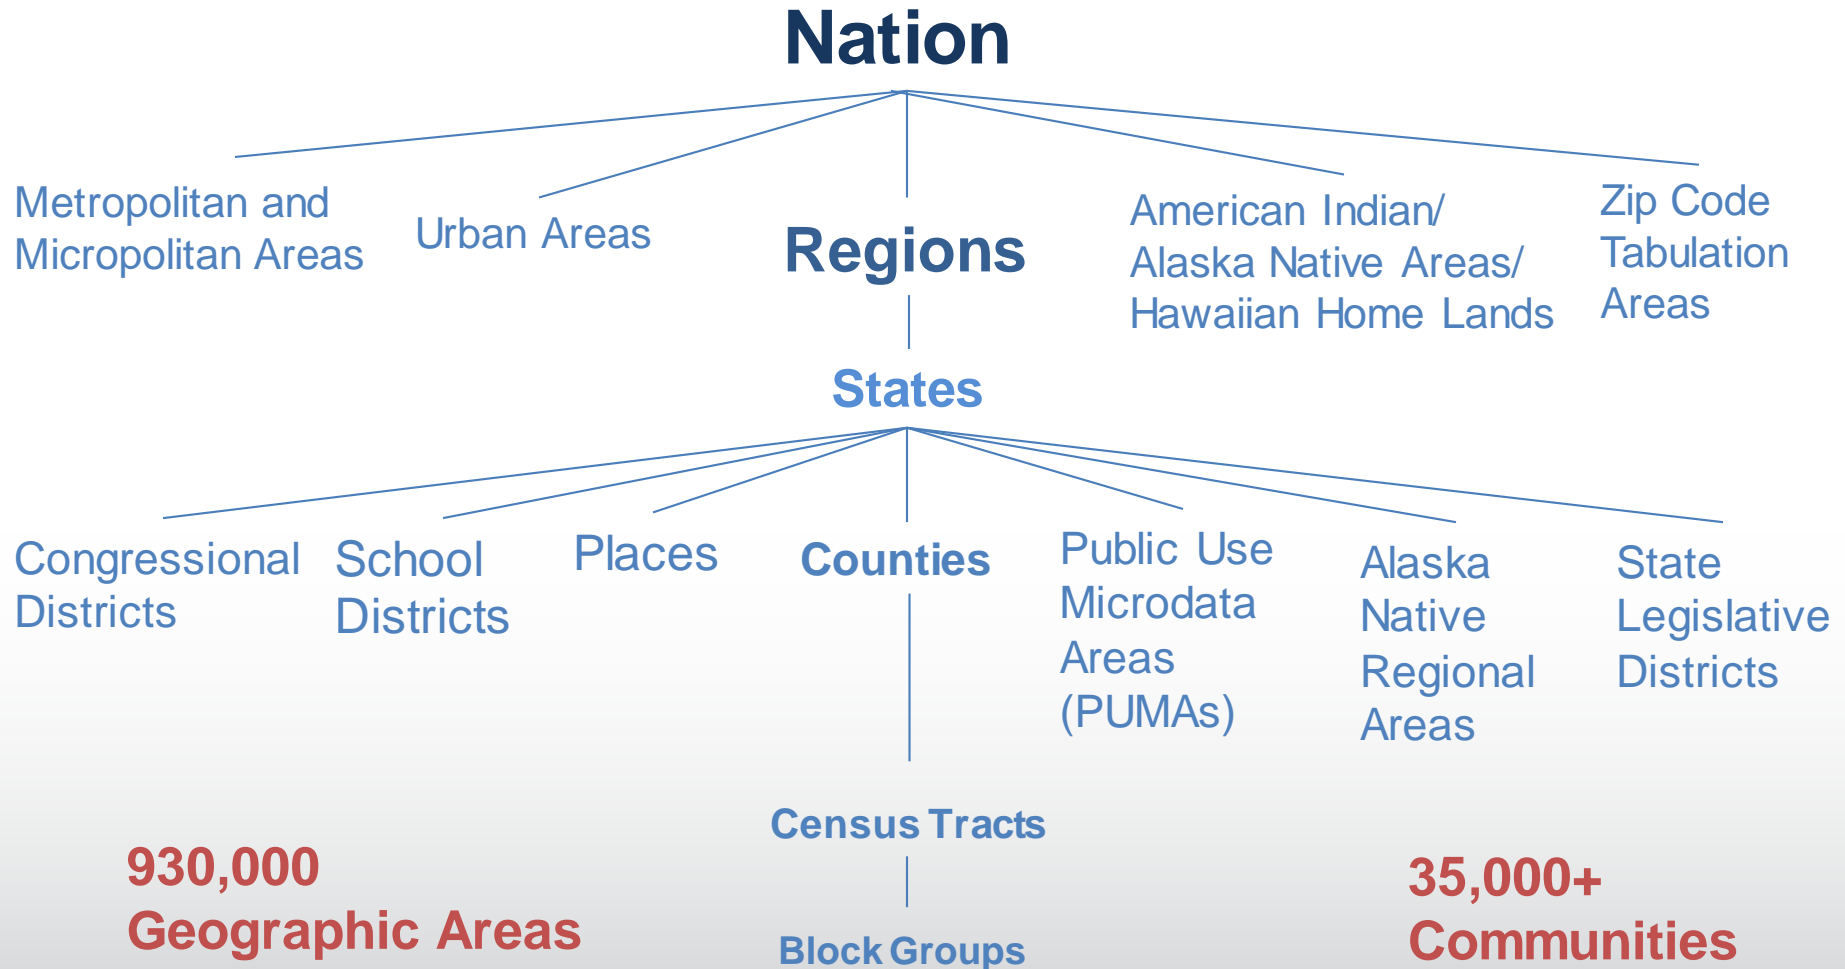 Nation
Metropolitan and
Micropolitan Areas
Urban Areas
Regions
American Indian/
Alaska Native Areas/
Hawaiian Home Lands
Zip Code
Tabulation
Areas
States
Congressional
Districts
School
Districts
Places
Counties
Public Use
Microdata
Areas
(PUMAs)
Alaska
Native
Regional
Areas
State
Legislative
Districts
Census Tracts
930,000
Geographic Areas
35,000+
Communities
Block Groups